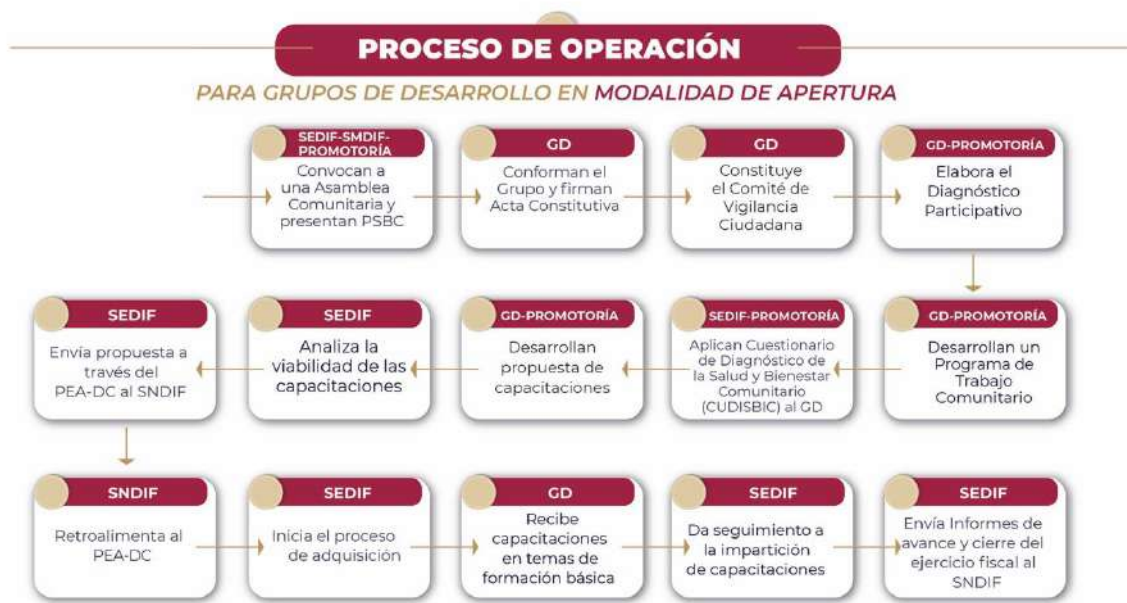 PROCESO DE OPERACIÓN
PARA GRUPOS DE DESARROLLO EN MODALIDAD DE APERTURA
SEDIF-SMDIF-
PROMOTORÍA
Convocan a
una Asamblea
Comunitaria y
presentan PSBC
GD
Conforman el
Grupo y firman
Acta Constitutiva
GD
Constituye
el Comité de
Vigilancia
Ciudadana
GD-PROMOTORÍA
Elabora el
Diagnóstico
Participativo
GD-PROMOTORÍA
Desarrollan un
Programa de
Trabajo
Comunitario
SEDIF-PROMOTORÍA
Aplican Cuestionario
de Diagnóstico de
la Salud y Bienestar
Comunitario
(CUDISBIC) al GD
GD-PROMOTORÍA
Desarrollan
propuesta de
capacitaciones
SEDIF
Analiza la
viabilidad de las
capacitaciones
SEDIF
Envía propuesta a
través del
PEA-DC al SNDIF
SNDIF
Retroalimenta al
PEA-DC
SEDIF
Inicia el proceso
de adquisición
GD
Recibe
capacitaciones
en temas de
formación básica
SEDIF
Da seguimiento a
la impartición
de capacitaciones
SEDIF
Envía Informes de
avance y cierre del
ejercicio fiscal al
SNDIF